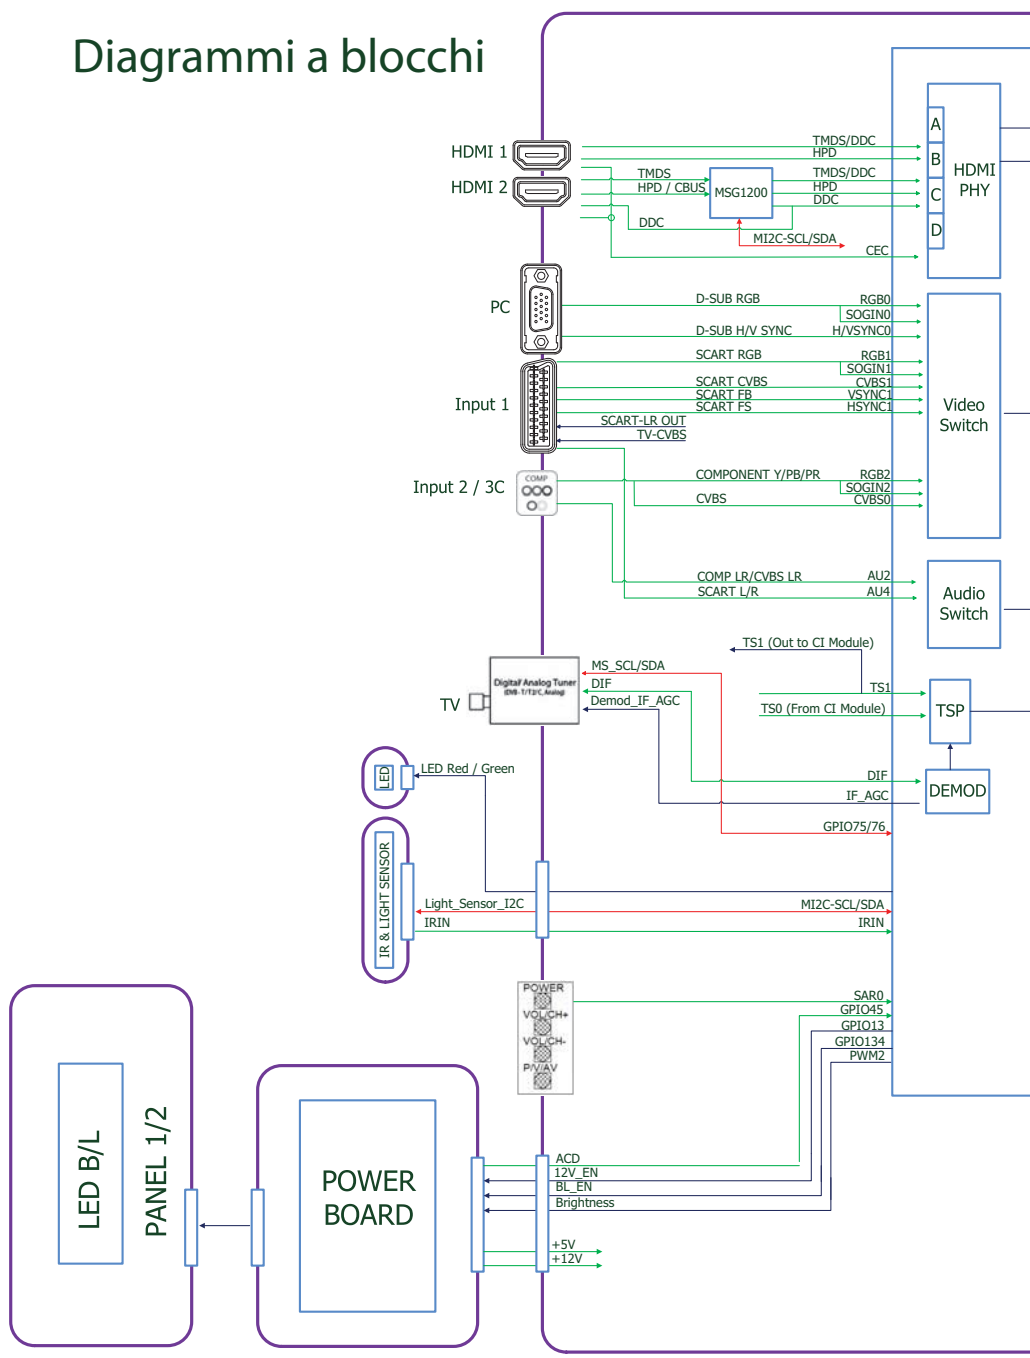 Diagrammi a blocchi
HDMI 1
HDMI 2
TMDS/DDC
HPD
TMDS
HPD / CBUS
MSG1200
TMDS/DDC
HPD
DDC
DDC
MI2C-SCL/SDA
CEC
A
B
C
D
HDMI
PHY
PC
D-SUB RGB
RGB0
SOGIN0
D-SUB H/V SYNC
H/VSYNC0
Input 1
SCART RGB
RGB1
SOGIN1
SCART CVBS
CVBS1
SCART FB
VSYNC1
SCART FS
HSYNC1
SCART-LR OUT
TV-CVBS
Video
Switch
Input 2 / 3C
COMP
COMPONENT Y/PB/PR
RGB2
SOGIN2
CVBS
CVBS0
COMP LR/CVBS LR
AU2
SCART L/R
AU4
Audio
Switch
TS1 (Out to CI Module)
TV
Digital/Analog Tuner
(DVB-T/T2/C, Analog)
MS_SCL/SDA
DIF
Demod_IF_AGC
TS1
TS0 (From CI Module)
TSP
LED
LED Red / Green
DIF
IF_AGC
DEMOD
GPIO75/76
IR & LIGHT SENSOR
Light_Sensor_I2C
MI2C-SCL/SDA
IRIN
IRIN
POWER
VOL/CH+
VOL/CH-
P/V/AV
SAR0
GPIO45
GPIO13
GPIO134
PWM2
LED B/L
PANEL 1/2
POWER
BOARD
ACD
12V_EN
BL_EN
Brightness
+5V
+12V